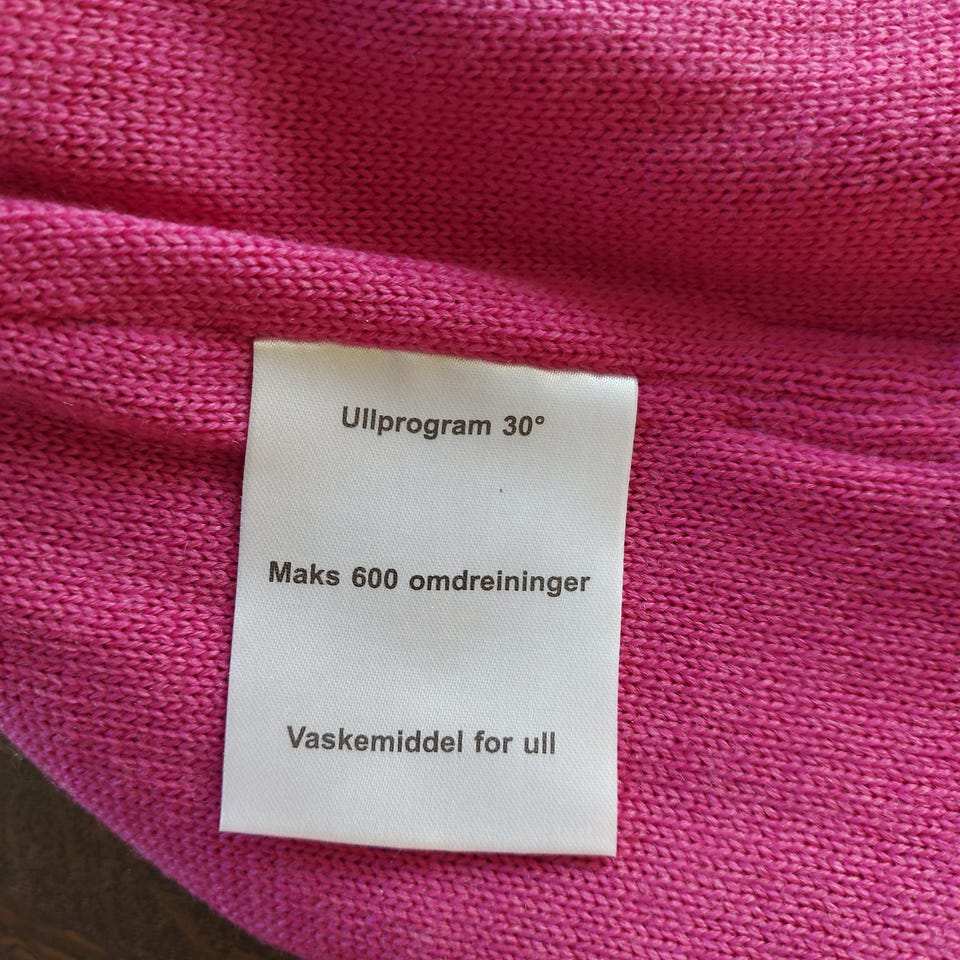 Ullprogram 30°
Maks 600 omdreininger
Vaskemiddel for ull